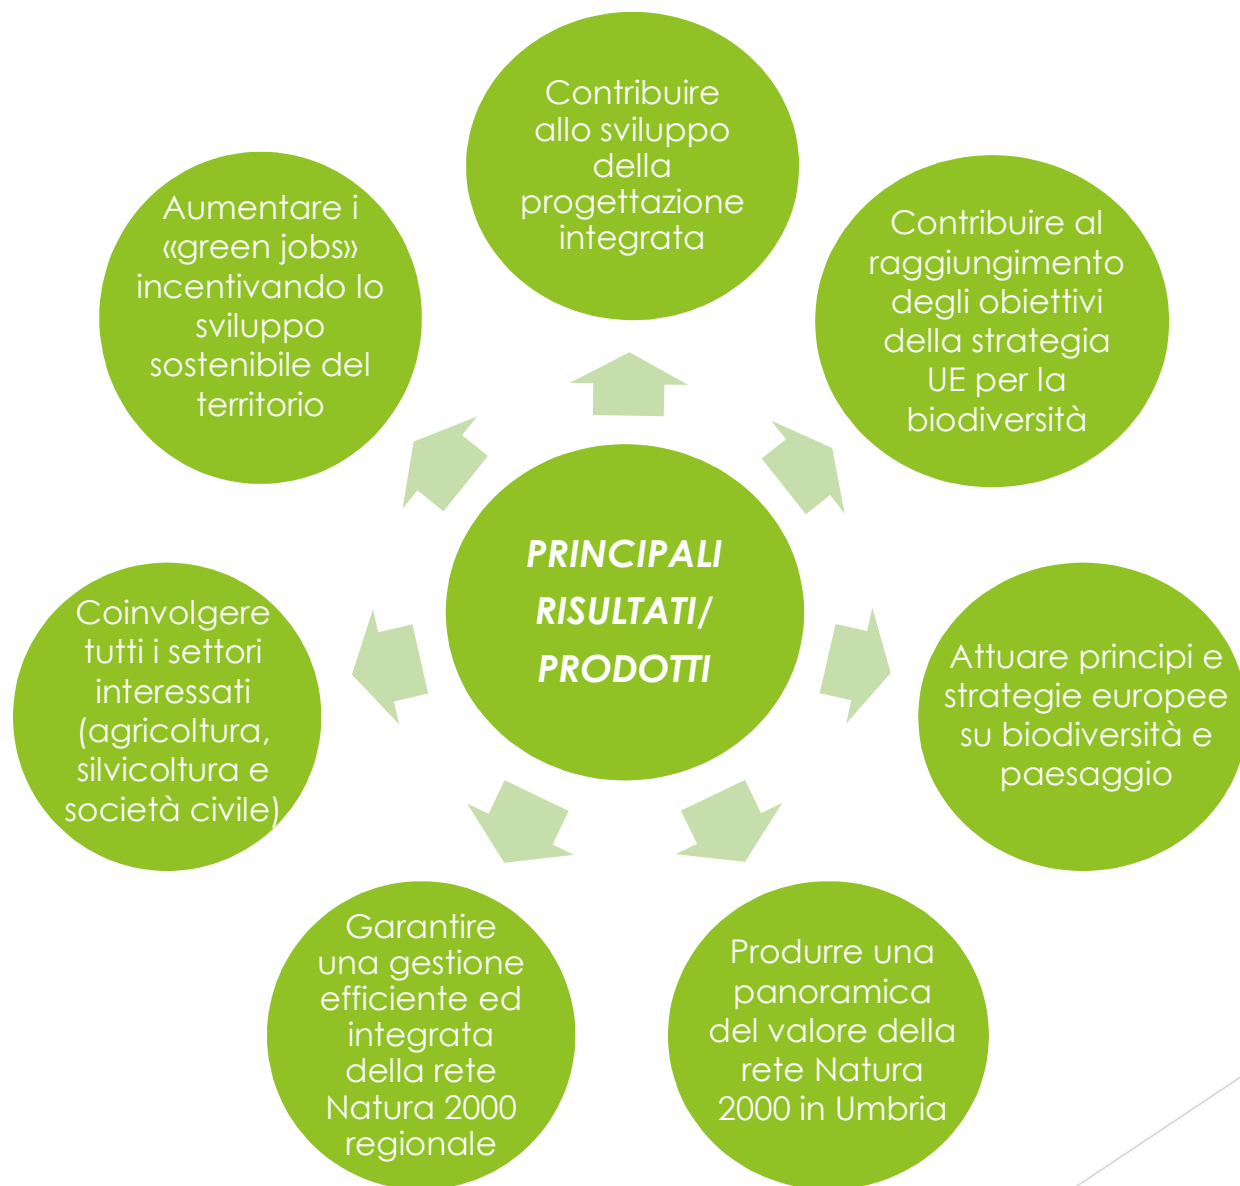 Contribuire
allo sviluppo
della
progettazione
integrata
Contribuire al
raggiungimento
degli obiettivi
della strategia
UE per la
biodiversità
Attuare principi e
strategie europee
su biodiversità e
paesaggio
Produrre una
panoramica
del valore della
rete Natura
2000 in Umbria
Garantire
una gestione
efficiente ed
integrata
della rete
Natura 2000
regionale
Coinvolgere
tutti i settori
interessati
(agricoltura,
silvicoltura e
società civile)
Aumentare i
«green jobs»
incentivando lo
sviluppo
sostenibile del
territorio
PRINCIPALI
RISULTATI/
PRODOTTI